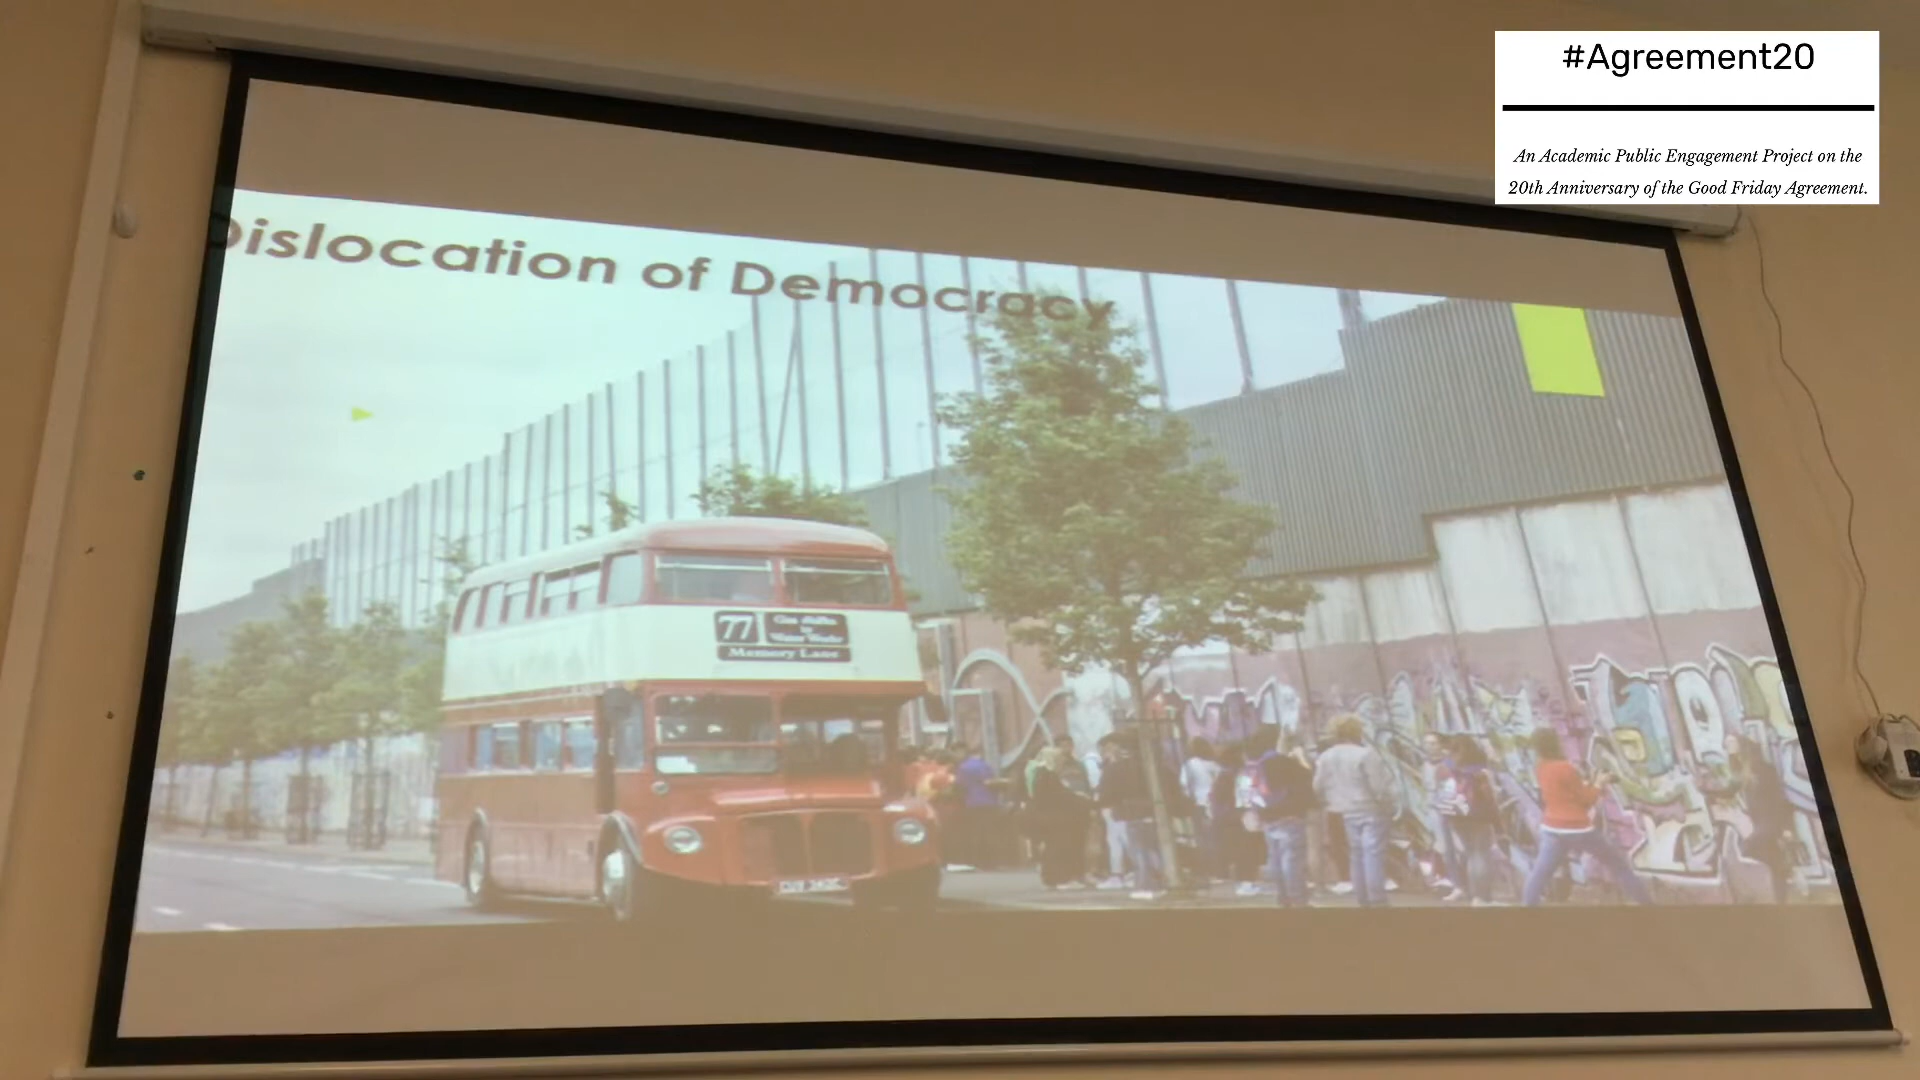 #Agreement20
An Academic Public Engagement Project on the
20th Anniversary of the Good Friday Agreement.
Dislocation of Democracy
77
Memory Lane